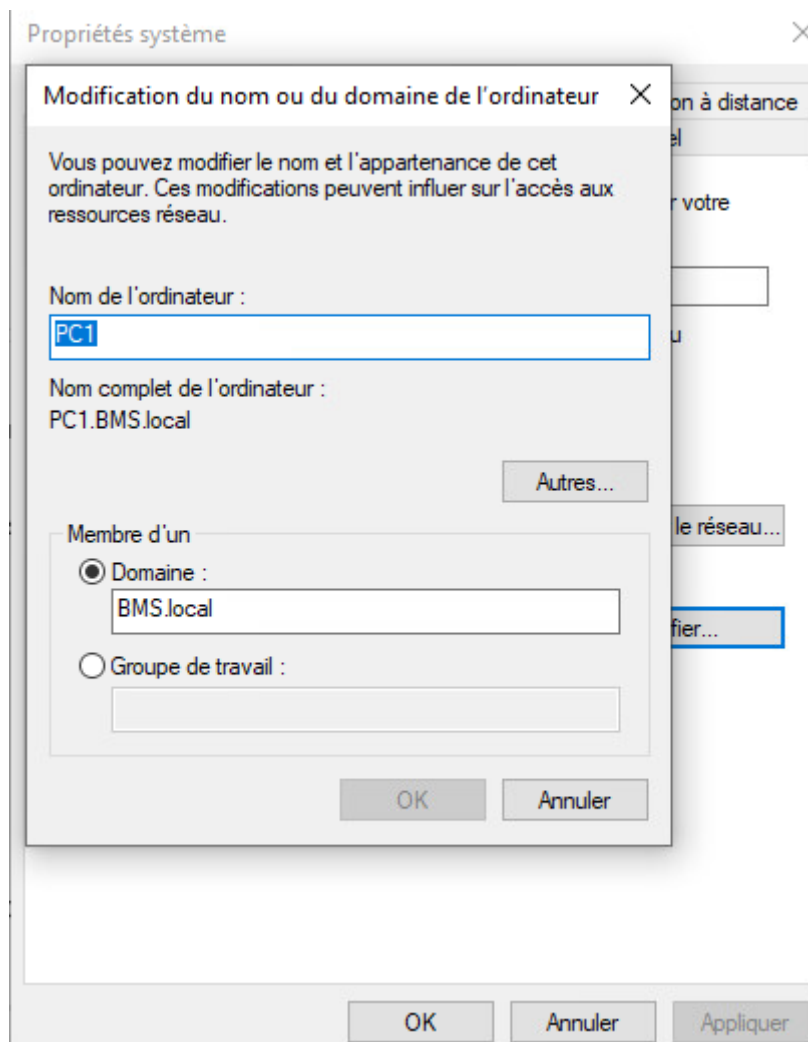 Propriétés système
Modification du nom ou du domaine de l'ordinateur
on à distance
el
Vous pouvez modifier le nom et l'appartenance de cet
ordinateur. Ces modifications peuvent influer sur l'accès aux
ressources réseau.
r votre
Nom de l'ordinateur :
PC1
u
Nom complet de l'ordinateur :
PC1.BMS.local
Autres...
Membre d'un
le réseau...
Domaine :
BMS.local
fier...
Groupe de travail :
OK Annuler
OK Annuler Appliquer